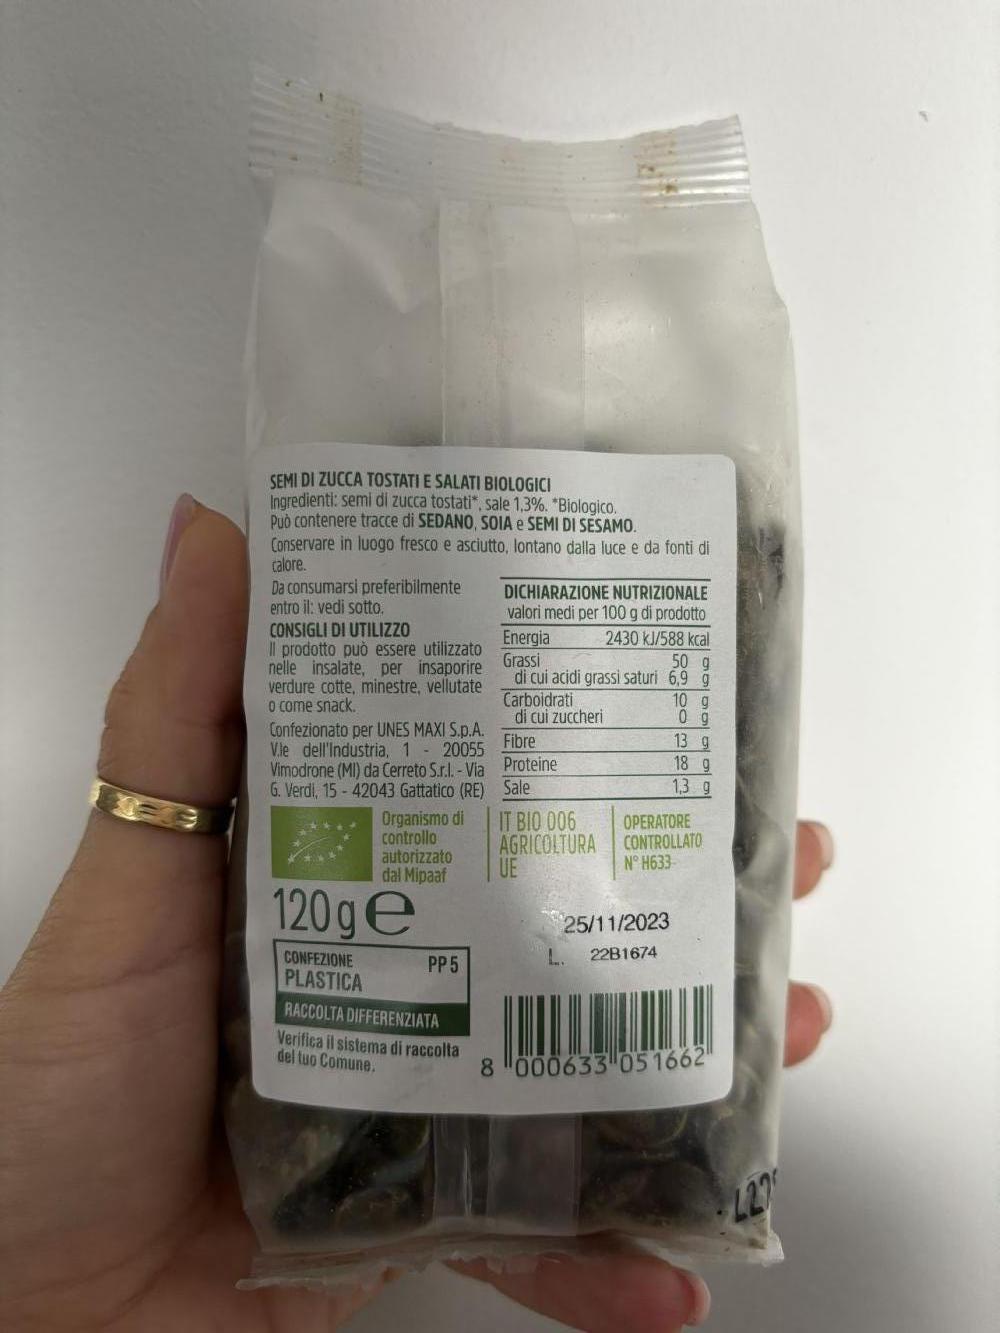 SEMI DI ZUCCA TOSTATI E SALATI BIOLOGICI
Ingredienti: semi di zucca tostati*, sale 1,3%. *Biologico.
Può contenere tracce di SEDANO, SOIA e SEMI DI SESAMO.
Conservare in luogo fresco e asciutto, lontano dalla luce e da fonti di
calore.
Da consumarsi preferibilmente
entro il: vedi sotto.
CONSIGLI DI UTILIZZO
Il prodotto può essere utilizzato
nelle insalate, per insaporire
verdure cotte, minestre, vellutate
o come snack.
Confezionato per UNES MAXI S.p.A.
V.le dell'Industria, 1 - 20055
Vimodrone (MI) da Cerreto S.r.l. - Via
G. Verdi, 15 - 42043 Gattatico (RE)
DICHIARAZIONE NUTRIZIONALE
valori medi per 100 g di prodotto
Energia 2430 kJ/588 kcal
Grassi 50 g
di cui acidi grassi saturi 6,9 g
Carboidrati 10 g
di cui zuccheri 0 g
Fibre 13 g
Proteine 18 g
Sale 1,3 g
Organismo di
controllo
autorizzato
dal Mipaaf
IT BIO 006
AGRICOLTURA
UE
OPERATORE
CONTROLLATO
N° H633
120 g e
CONFEZIONE
PLASTICA PP 5
RACCOLTA DIFFERENZIATA
Verifica il sistema di raccolta
del tuo Comune.
25/11/2023
L. 22B1674
8 000633 051662